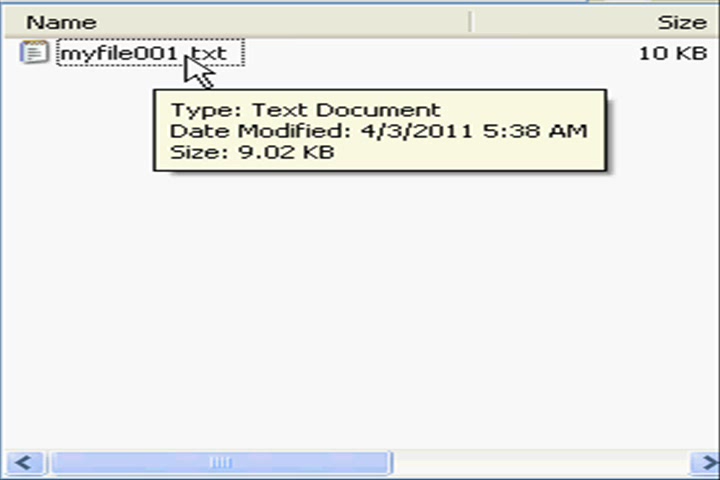 Name Size
myfile001.txt 10 KB
Type: Text Document
Date Modified: 4/3/2011 5:38 AM
Size: 9.02 KB